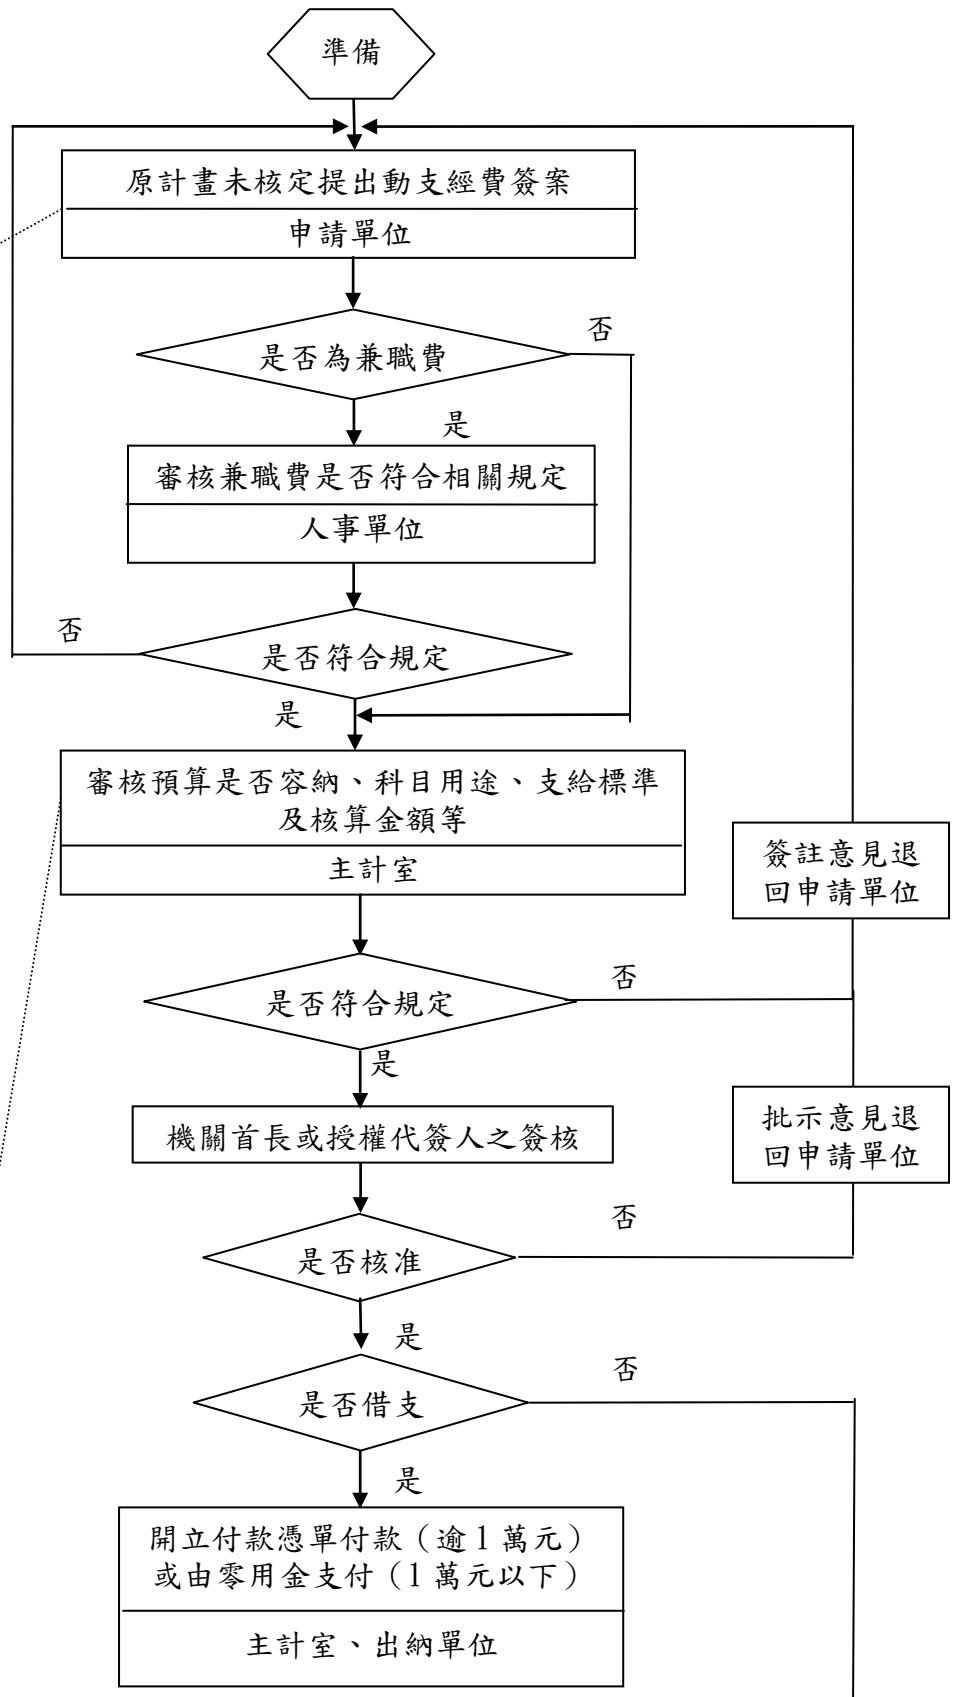 準備
原計畫未核定提出動支經費簽案
申請單位
否
是否為兼職費
是
審核兼職費是否符合相關規定
人事單位
否
是否符合規定
是
審核預算是否容納、科目用途、支給標準
及核算金額等
主計室
簽註意見退
回申請單位
否
是否符合規定
是
機關首長或授權代簽人之簽核
批示意見退
回申請單位
否
是否核准
是
否
是否借支
是
開立付款憑單付款（逾1萬元）
或由零用金支付（1萬元以下）
主計室、出納單位